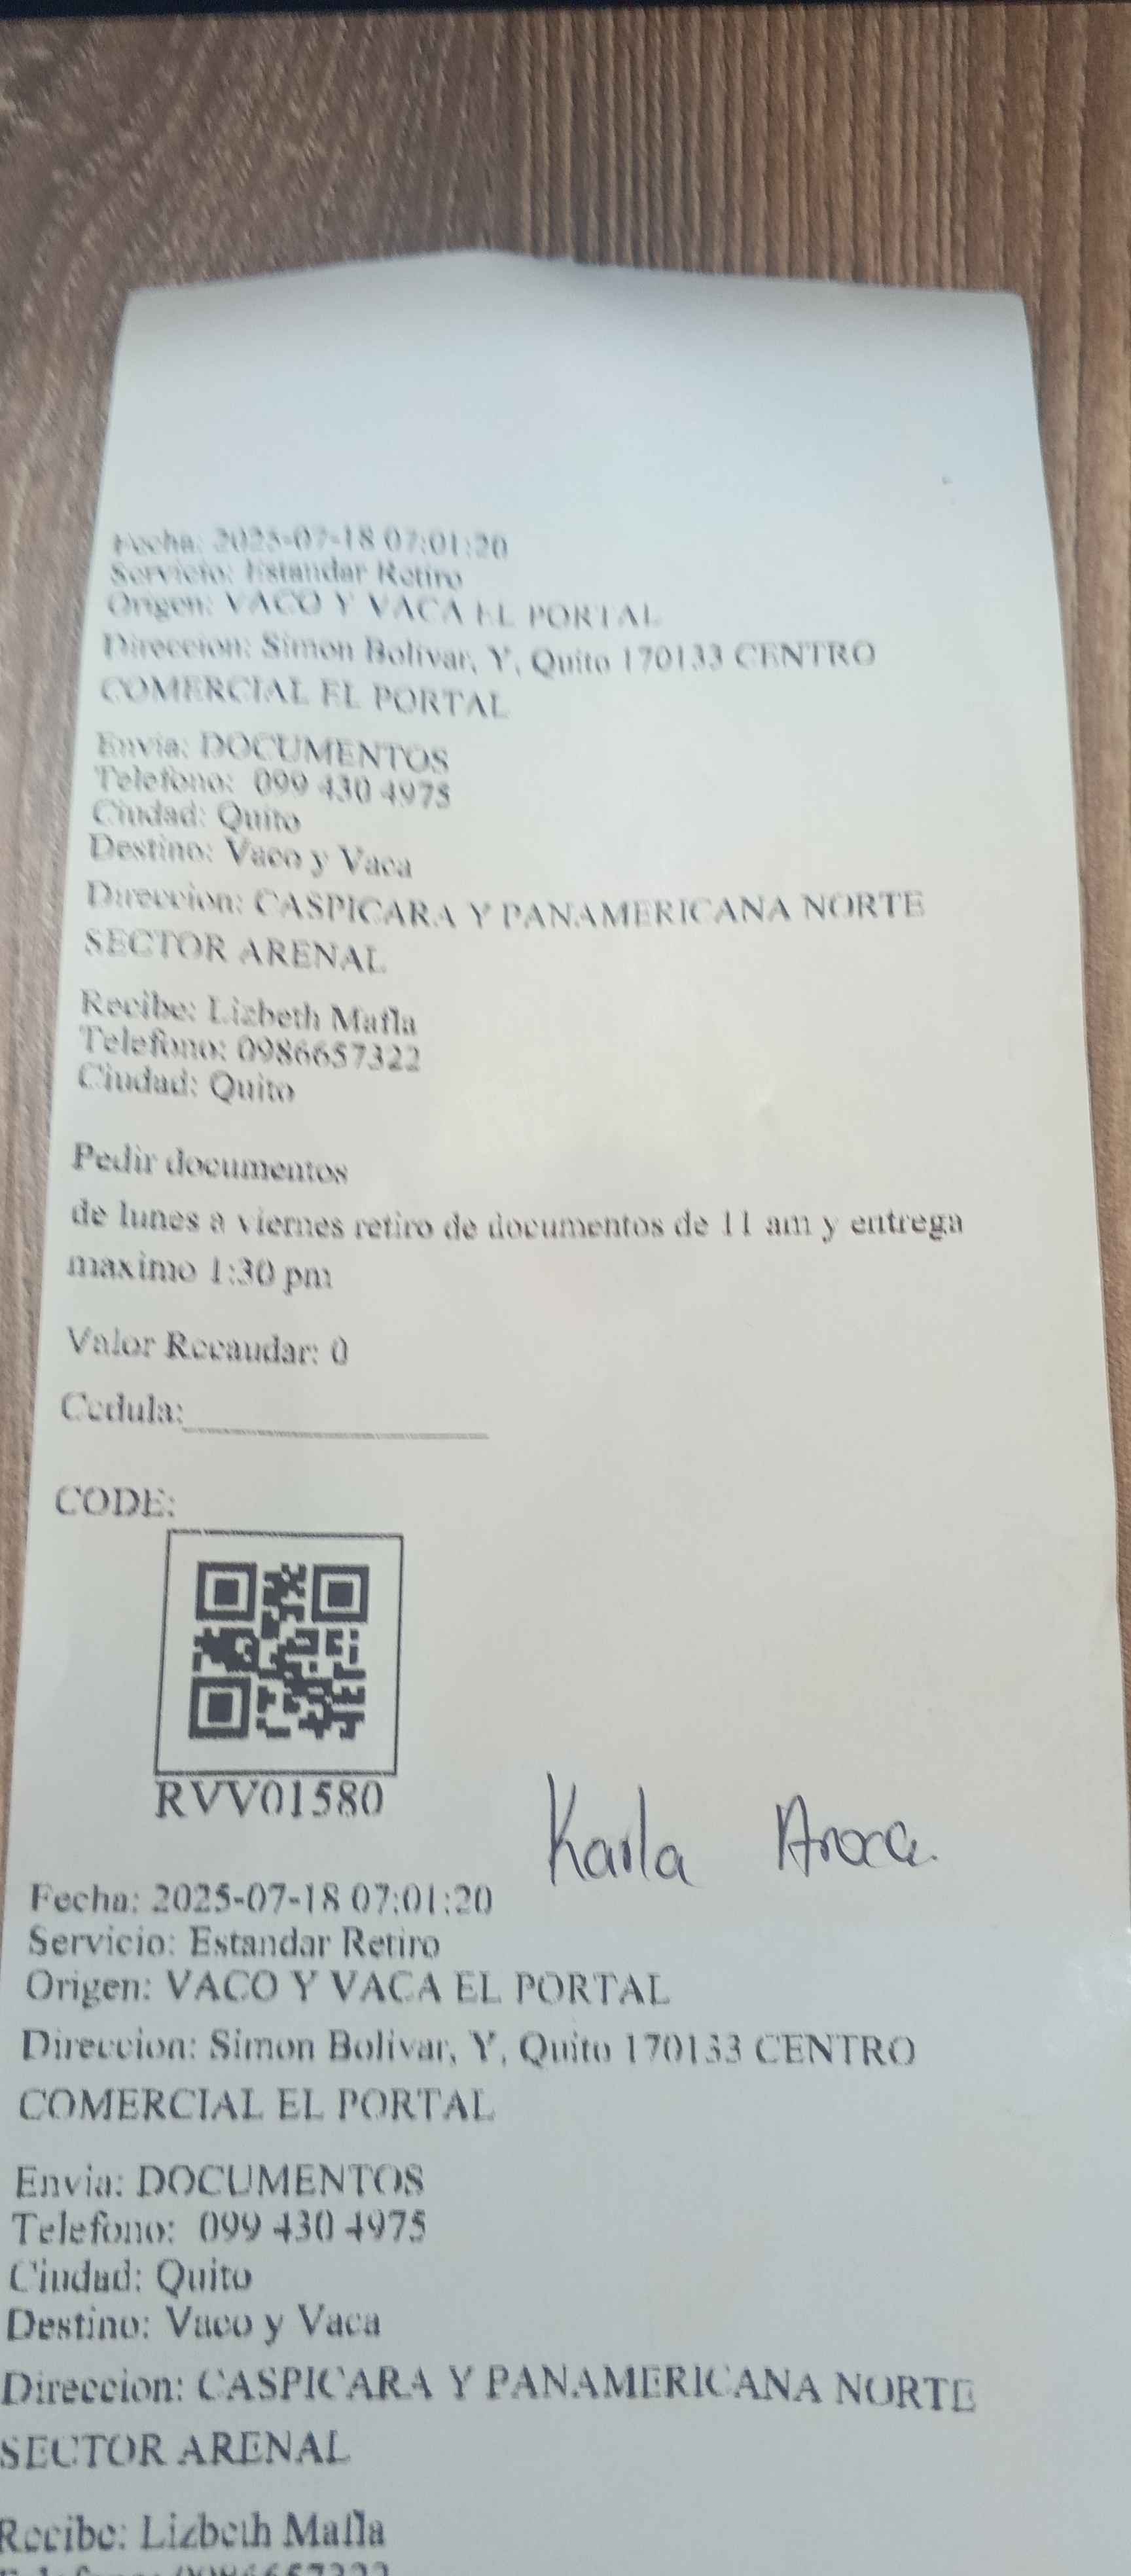 Fecha: 2025-07-18 07:01:20
Servicio: Estandar Retiro
Origen: VACO Y VACA EL PORTAL
Direccion: Simon Bolivar, Y, Quito 170133 CENTRO
COMERCIAL EL PORTAL
Envia: DOCUMENTOS
Telefono: 099 430 4975
Ciudad: Quito
Destino: Vaco y Vaca
Direccion: CASPICARA Y PANAMERICANA NORTE
SECTOR ARENAL
Recibe: Lizbeth Mafla
Telefono: 0986657322
Ciudad: Quito
Pedir documentos
de lunes a viernes retiro de documentos de 11 am y entrega
maximo 1:30 pm
Valor Recaudar: 0
Cedula:
CODE:
RVV01580
Karla Aroca.
Fecha: 2025-07-18 07:01:20
Servicio: Estandar Retiro
Origen: VACO Y VACA EL PORTAL
Direccion: Simon Bolivar, Y, Quito 170133 CENTRO
COMERCIAL EL PORTAL
Envia: DOCUMENTOS
Telefono: 099 430 4975
Ciudad: Quito
Destino: Vaco y Vaca
Direccion: CASPICARA Y PANAMERICANA NORTE
SECTOR ARENAL
Recibe: Lizbeth Mafla